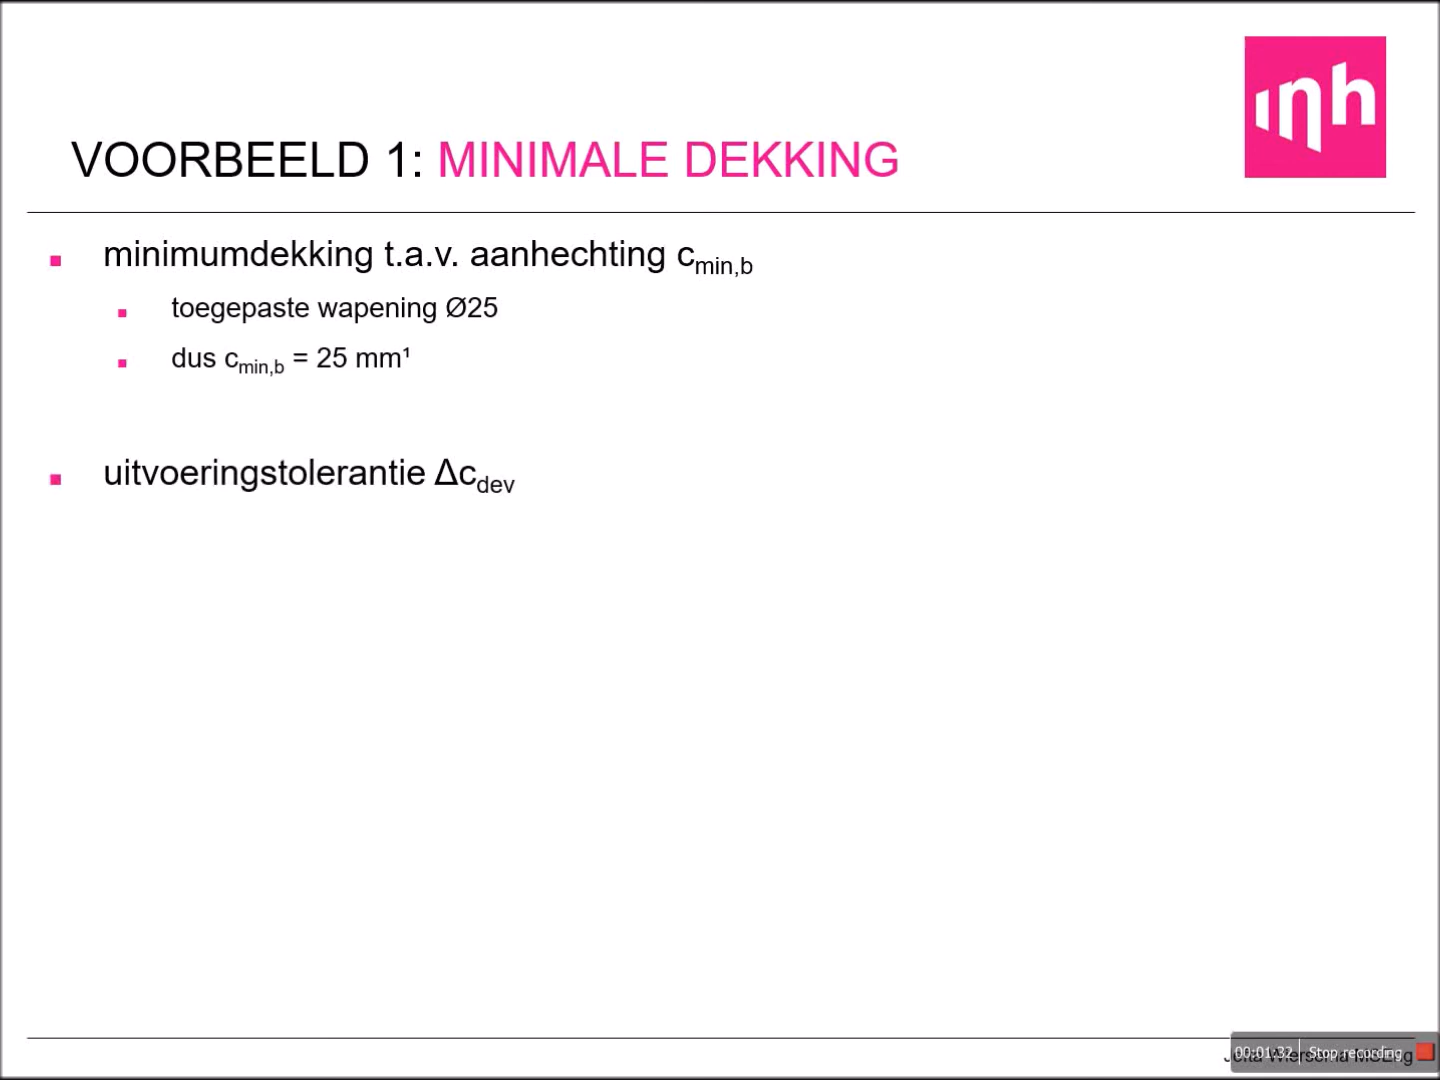 inh
VOORBEELD 1: MINIMALE DEKKING
▪ minimumdekking t.a.v. aanhechting cmin,b
▪ toegepaste wapening Ø25
▪ dus cmin,b = 25 mm¹
▪ uitvoeringstolerantie Δcdev
00:01:32 Stop recording